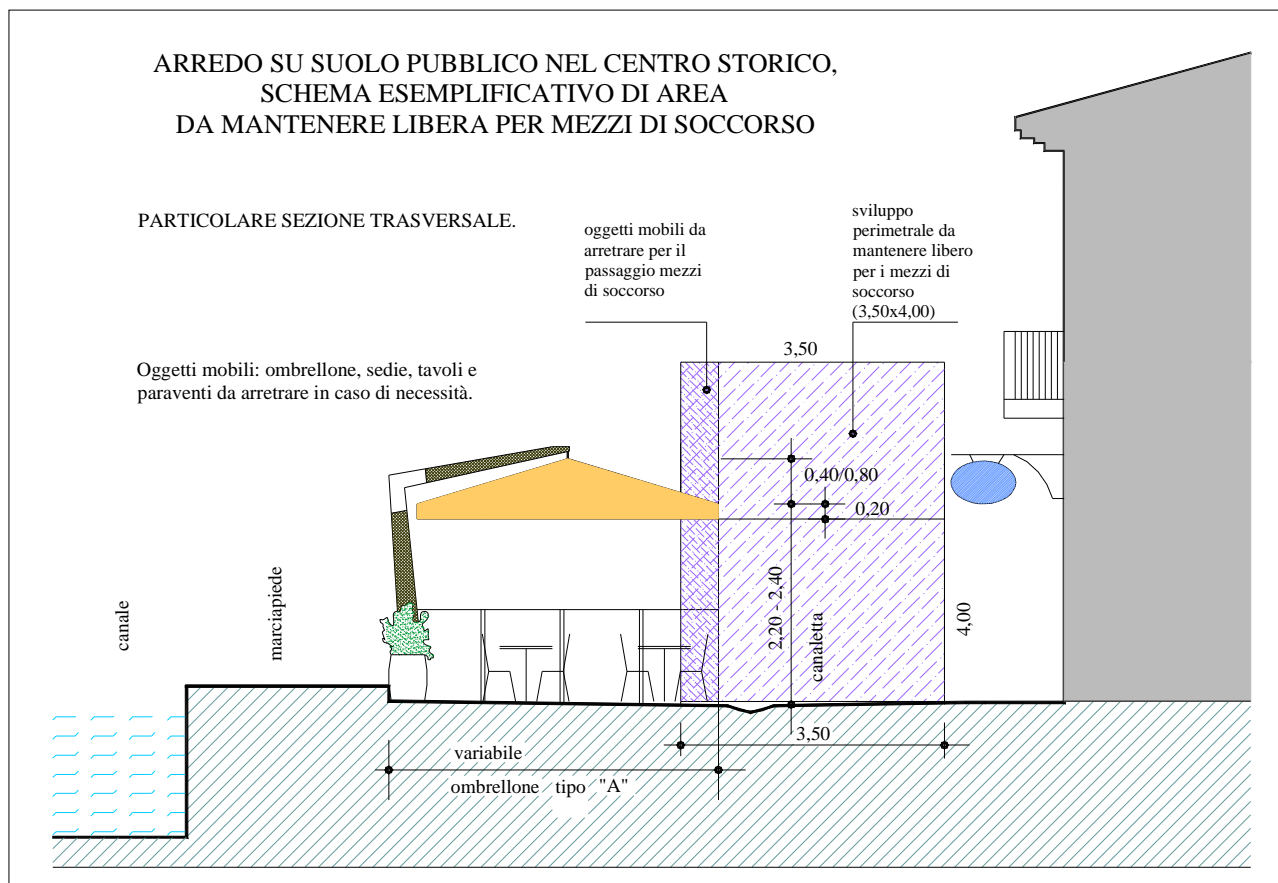 ARREDO SU SUOLO PUBBLICO NEL CENTRO STORICO,
SCHEMA ESEMPLIFICATIVO DI AREA
DA MANTENERE LIBERA PER MEZZI DI SOCCORSO
PARTICOLARE SEZIONE TRASVERSALE.
oggetti mobili da
arretrare per il
passaggio mezzi
di soccorso
sviluppo
perimetrale da
mantenere libero
per i mezzi di
soccorso
(3,50x4,00)
Oggetti mobili: ombrellone, sedie, tavoli e
paraventi da arretrare in caso di necessità.
3,50
0,40/0,80
0,20
2,20 - 2,40
canaletta
4,00
canale
marciapiede
3,50
variabile
ombrellone tipo "A"